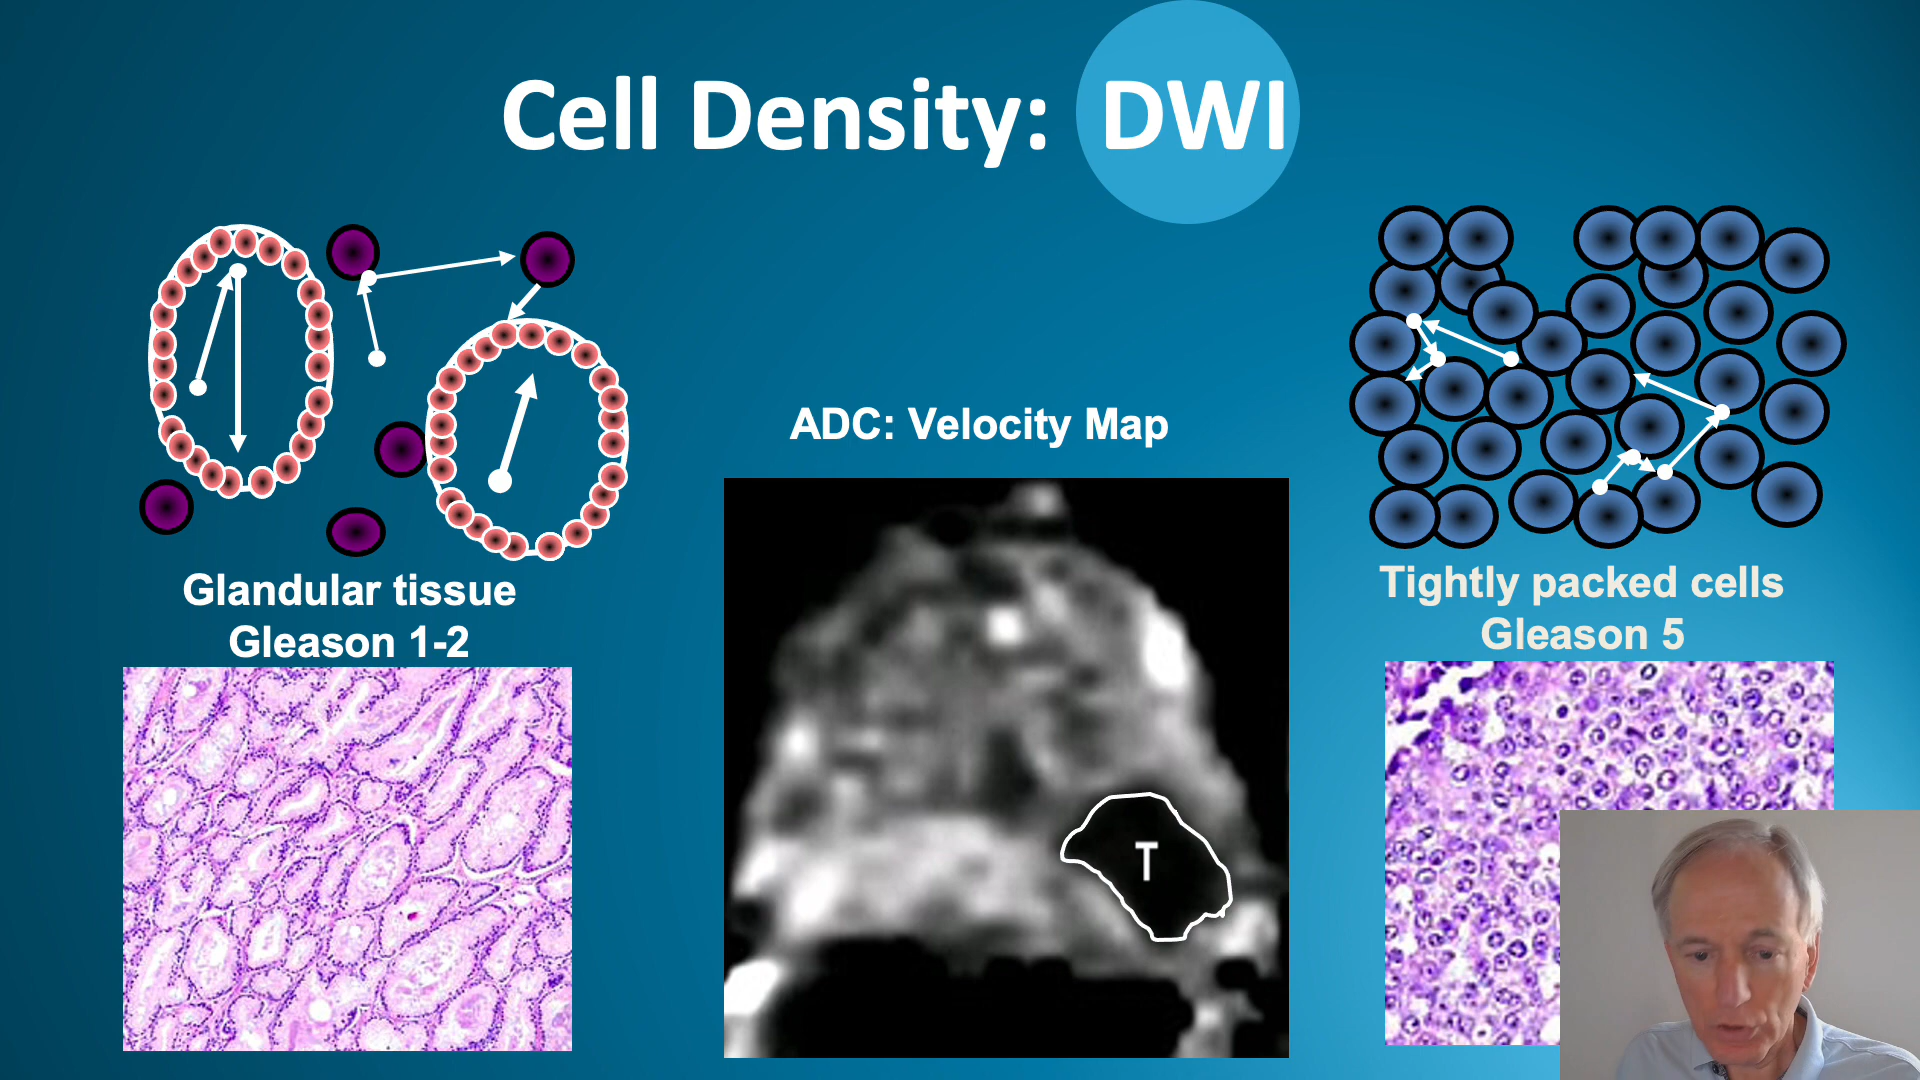 Cell Density: DWI
ADC: Velocity Map
Glandular tissue
Gleason 1-2
Tightly packed cells
Gleason 5
T